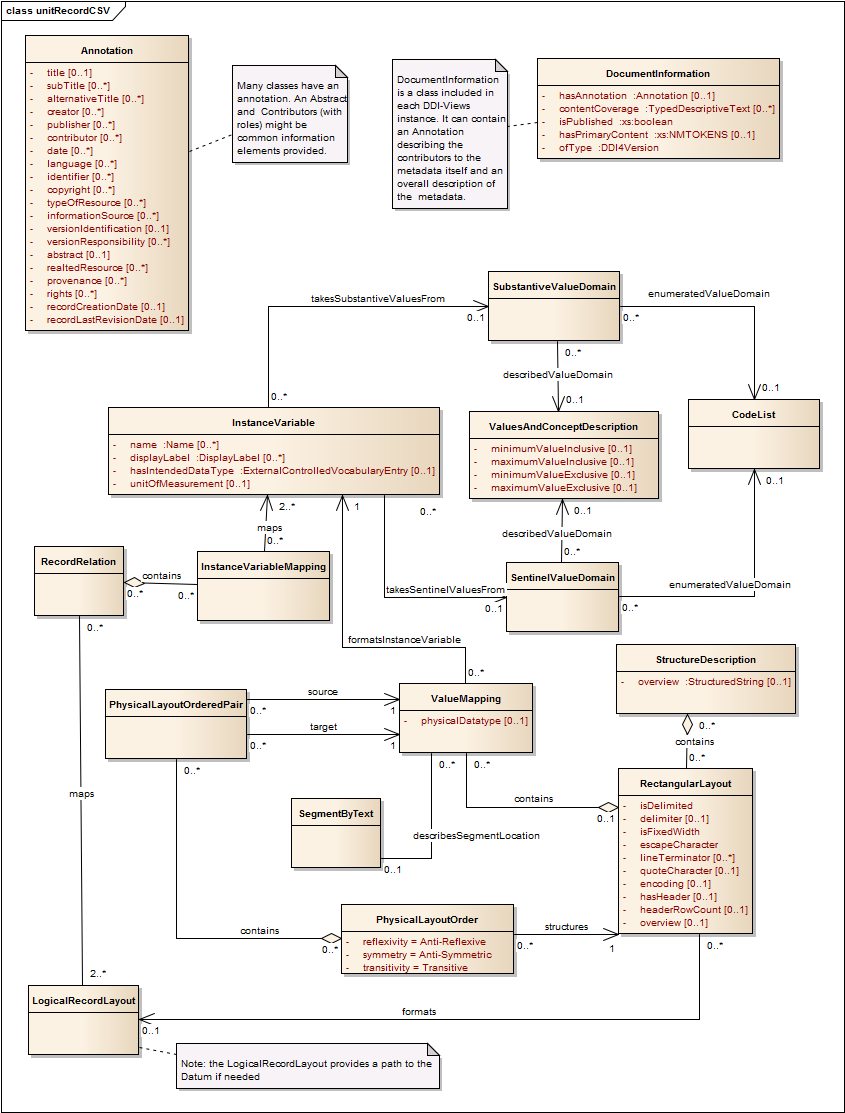 class unitRecordCSV
Annotation
- title [0..1]
- subTitle [0..*]
- alternativeTitle [0..*]
- creator [0..*]
- publisher [0..*]
- contributor [0..*]
- date [0..*]
- language [0..*]
- identifier [0..*]
- copyright [0..*]
- typeOfResource [0..*]
- informationSource [0..*]
- versionIdentification [0..1]
- versionResponsibility [0..*]
- abstract [0..1]
- realtedResource [0..*]
- provenance [0..*]
- rights [0..*]
- recordCreationDate [0..1]
- recordLastRevisionDate [0..1]
Many classes have an
annotation. An Abstract
and Contributors (with
roles) might be
common information
elements provided.
DocumentInformation
is a class included in
each DDI-Views
instance. It can contain
an Annotation
describing the
contributors to the
metadata itself and an
overall description of
the metadata.
DocumentInformation
- hasAnnotation :Annotation [0..1]
- contentCoverage :TypedDescriptiveText [0..*]
- isPublished :xs:boolean
- hasPrimaryContent :xs:NMTOKENS [0..1]
- ofType :DDI4Version
SubstantiveValueDomain
takesSubstantiveValuesFrom
0..1
0..*
enumeratedValueDomain
0..*
0..1
0..*
describedValueDomain
0..1
InstanceVariable
- name :Name [0..*]
- displayLabel :DisplayLabel [0..*]
- hasIntendedDataType :ExternalControlledVocabularyEntry [0..1]
- unitOfMeasurement [0..1]
ValuesAndConceptDescription
- minimumValueInclusive [0..1]
- maximumValueInclusive [0..1]
- minimumValueExclusive [0..1]
- maximumValueExclusive [0..1]
CodeList
0..1
2..*
maps
0..*
1
0..*
0..1
describedValueDomain
0..*
RecordRelation
contains
0..*
0..*
InstanceVariableMapping
takesSentinelValuesFrom
0..1
SentinelValueDomain
enumeratedValueDomain
0..*
0..*
formatsInstanceVariable
0..*
StructureDescription
- overview :StructuredString [0..1]
0..*
contains
0..*
PhysicalLayoutOrderedPair
source
0..*
1
target
0..*
1
0..*
ValueMapping
- physicalDatatype [0..1]
0..*
0..*
contains
0..1
maps
SegmentByText
describesSegmentLocation
0..1
RectangularLayout
- isDelimited
- delimiter [0..1]
- isFixedWidth
- escapeCharacter
- lineTerminator [0..*]
- quoteCharacter [0..1]
- encoding [0..1]
- hasHeader [0..1]
- headerRowCount [0..1]
- overview [0..1]
PhysicalLayoutOrder
- reflexivity = Anti-Reflexive
- symmetry = Anti-Symmetric
- transitivity = Transitive
contains
0..*
structures
0..*
1
0..*
2..*
LogicalRecordLayout
formats
0..1
Note: the LogicalRecordLayout provides a path to the
Datum if needed